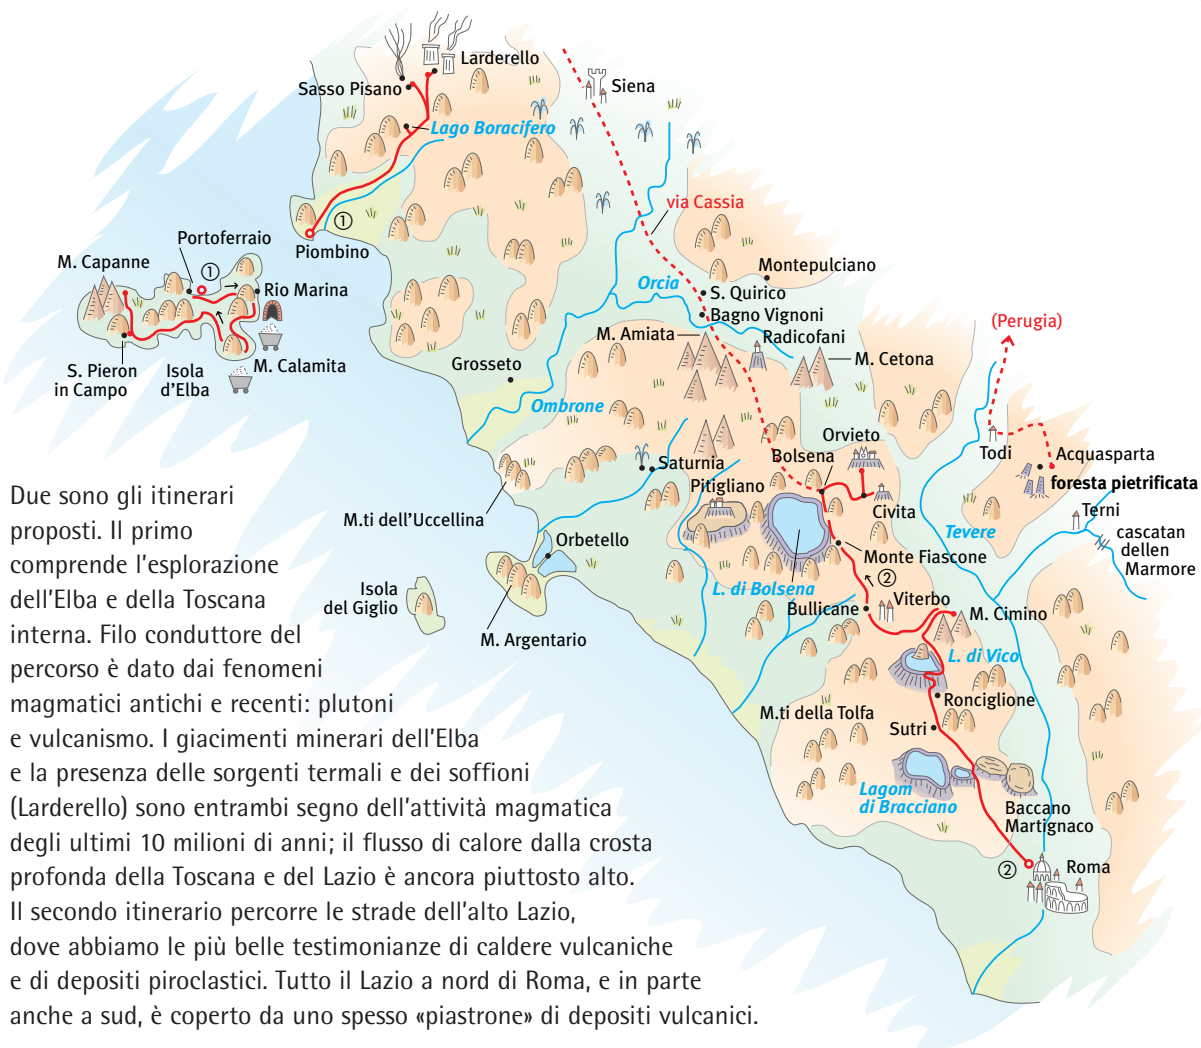 Larderello
Sasso Pisano
Siena
Lago Boracifero
via Cassia
①
Piombino
Portoferraio
M. Capanne
①
Rio Marina
Montepulciano
Orcia
S. Quirico
Bagno Vignoni
M. Amiata
Radicofani
(Perugia)
M. Cetona
S. Pieron
in Campo
Isola
d'Elba
M. Calamita
Grosseto
Ombrone
Orvieto
Bolsena
Todi
Acquasparta
Saturnia
Pitigliano
foresta pietrificata
Civita
Terni
M.ti dell'Uccellina
Tevere
cascatan
dellen
Marmore
Orbetello
Monte Fiascone
②
Isola
del Giglio
L. di Bolsena
Viterbo
Bullicane
M. Cimino
M. Argentario
L. di Vico
Ronciglione
M.ti della Tolfa
Sutri
Lagom
di Bracciano
Baccano
Martignaco
②
Roma
Due sono gli itinerari
proposti. Il primo
comprende l'esplorazione
dell'Elba e della Toscana
interna. Filo conduttore del
percorso è dato dai fenomeni
magmatici antichi e recenti: plutoni
e vulcanismo. I giacimenti minerari dell'Elba
e la presenza delle sorgenti termali e dei soffioni
(Larderello) sono entrambi segno dell'attività magmatica
degli ultimi 10 milioni di anni; il flusso di calore dalla crosta
profonda della Toscana e del Lazio è ancora piuttosto alto.
Il secondo itinerario percorre le strade dell'alto Lazio,
dove abbiamo le più belle testimonianze di caldere vulcaniche
e di depositi piroclastici. Tutto il Lazio a nord di Roma, e in parte
anche a sud, è coperto da uno spesso «piastrone» di depositi vulcanici.